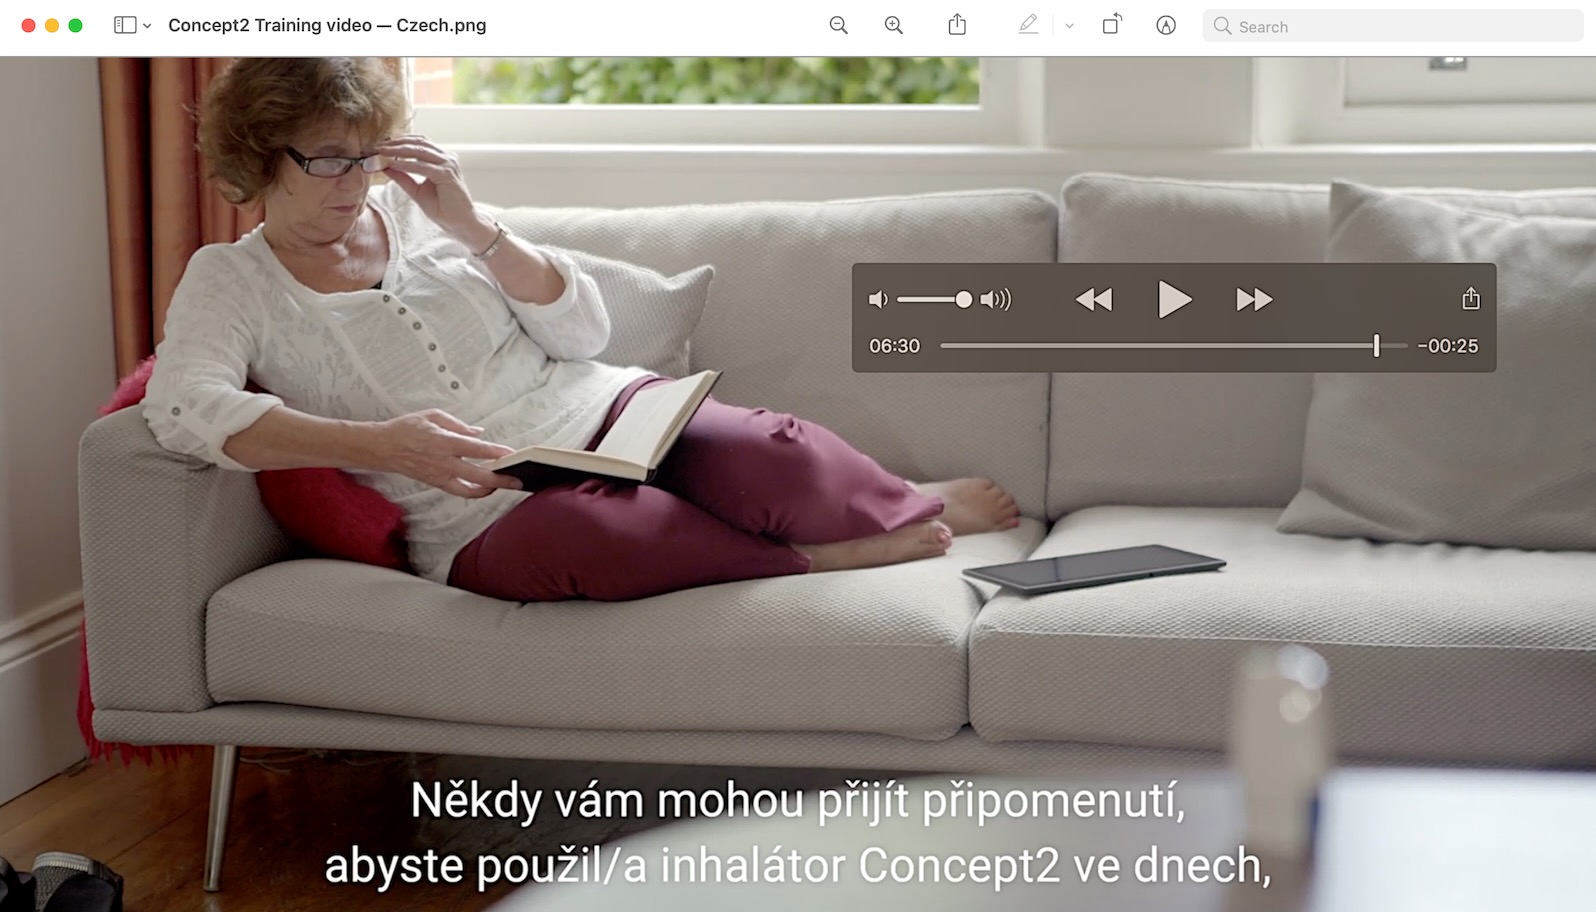 Concept2 Training video — Czech.png
Search
06:30
-00:25
Někdy vám mohou přijít připomenutí,
abyste použil/a inhalátor Concept2 ve dnech,